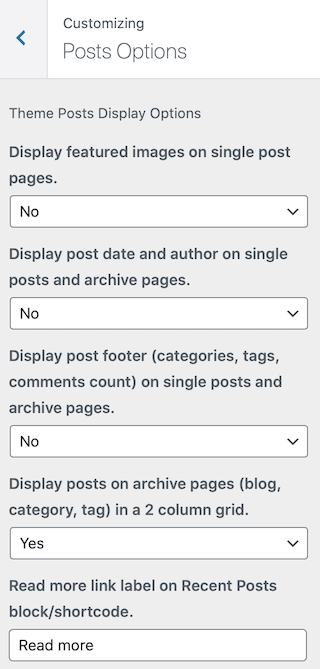 Customizing
Posts Options
Theme Posts Display Options
Display featured images on single post
pages.
No
Display post date and author on single
posts and archive pages.
No
Display post footer (categories, tags,
comments count) on single posts and
archive pages.
No
Display posts on archive pages (blog,
category, tag) in a 2 column grid.
Yes
Read more link label on Recent Posts
block/shortcode.
Read more